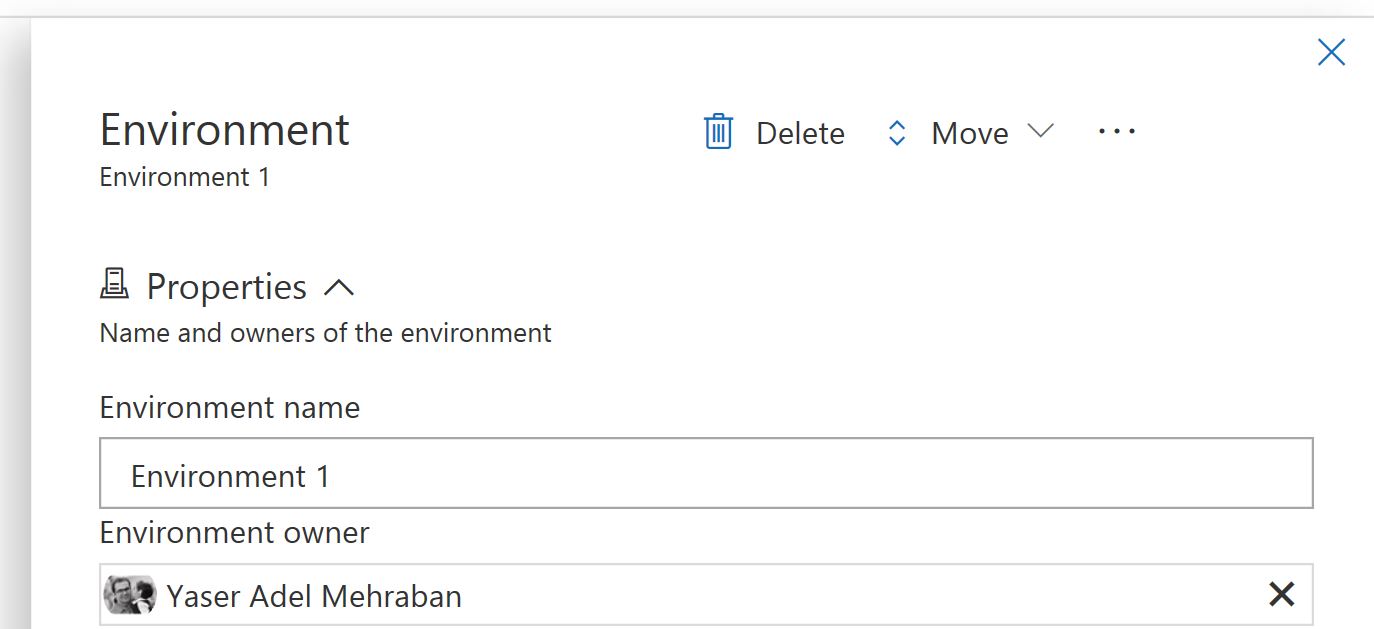 Environment
Delete
Move
Environment 1
Properties
Name and owners of the environment
Environment name
Environment 1
Environment owner
Yaser Adel Mehraban